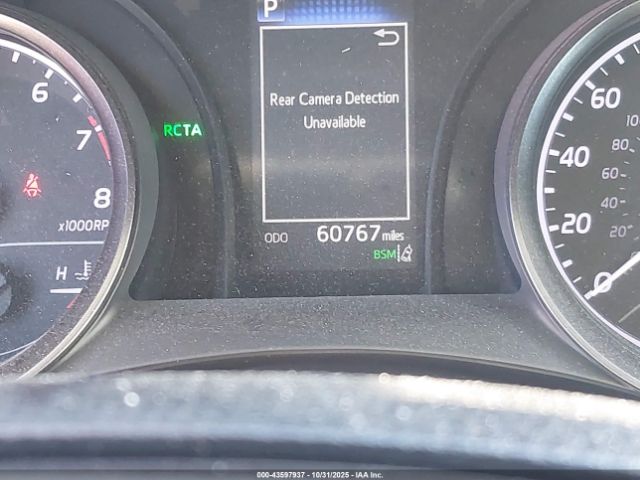 P
Rear Camera Detection
Unavailable
RCTA
6
7
8
x1000RP
H
ODO 60767 miles
BSM
60
40
20
0
80
60
40
20
000-43597937 - 10/31/2025 - IAA Inc.